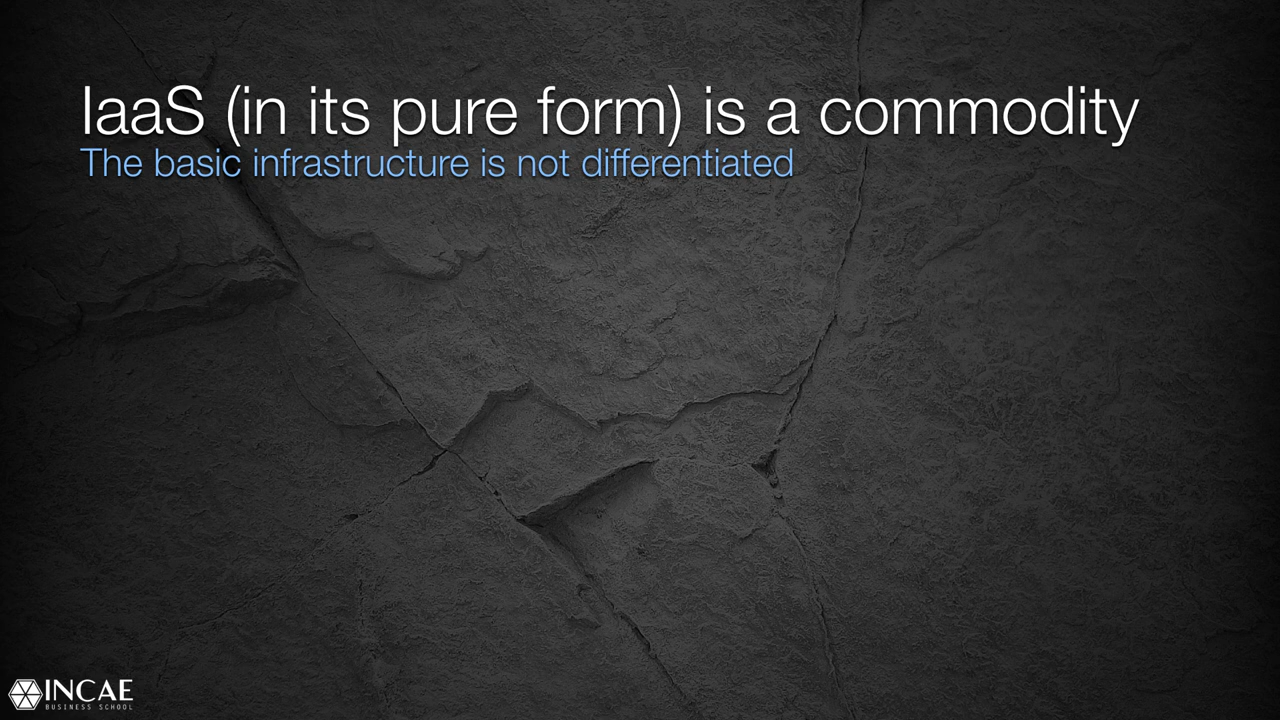 IaaS (in its pure form) is a commodity
The basic infrastructure is not differentiated
INCAE
BUSINESS SCHOOL